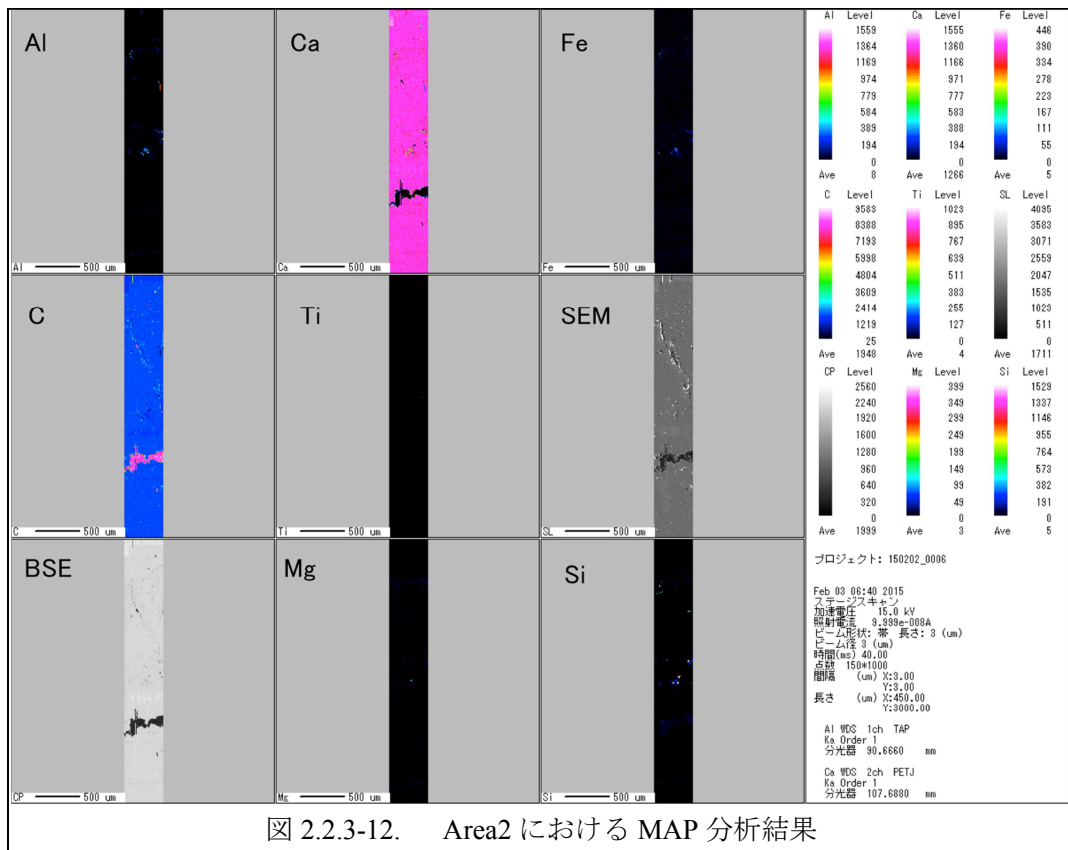 Al
Al 500 um
Ca
Ca 500 um
Fe
Fe 500 um
C
C 500 um
Ti
Ti 500 um
SEM
SL 500 um
BSE
CP 500 um
Mg
Mg 500 um
Si
Si 500 um
Al Level
1559
1364
1169
974
779
584
389
194
0
Ave 8
Ca Level
1555
1360
1166
971
777
583
388
194
0
Ave 1266
Fe Level
446
390
334
278
223
167
111
55
0
Ave 5
C Level
9583
8388
7193
5998
4804
3609
2414
1219
25
Ave 1948
Ti Level
1023
895
767
639
511
383
255
127
0
Ave 4
SL Level
4095
3583
3071
2559
2047
1535
1023
511
0
Ave 1711
CP Level
2560
2240
1920
1600
1280
960
640
320
0
Ave 1999
Mg Level
399
349
299
249
199
149
99
49
0
Ave 3
Si Level
1529
1337
1146
955
764
573
382
191
0
Ave 5
プロジェクト: 150202_0006
Feb 03 06:40 2015
ステージスキャン
加速電圧 15.0 kV
照射電流 9.999e-008A
ビーム形状: 帯 長さ: 3 (um)
ビーム径 3 (um)
時間(ms) 40.00
点数 150*1000
間隔 (um) X:3.00
Y:3.00
長さ (um) X:450.00
Y:3000.00
Al WDS 1ch TAP
Ka Order 1
分光器 90.6660 mm
Ca WDS 2ch PETJ
Ka Order 1
分光器 107.6880 mm
図 2.2.3-12. Area2 における MAP 分析結果